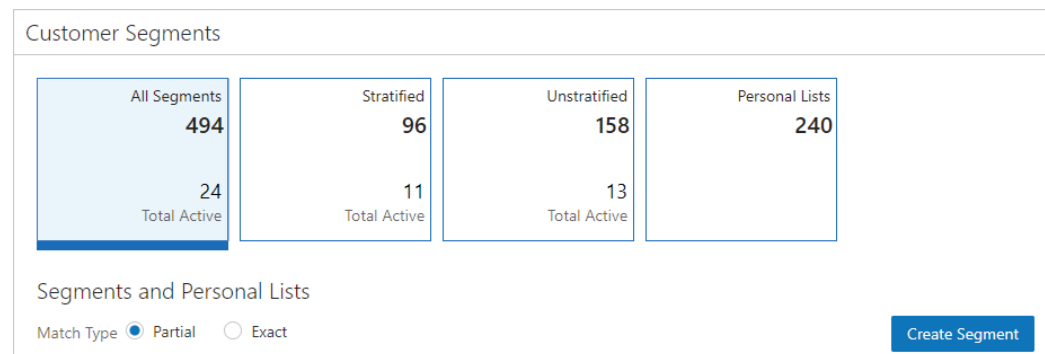 Customer Segments
All Segments Stratified Unstratified Personal Lists
494 96 158 240
24 11 13
Total Active Total Active Total Active
Segments and Personal Lists
Match Type Partial Exact
Create Segment